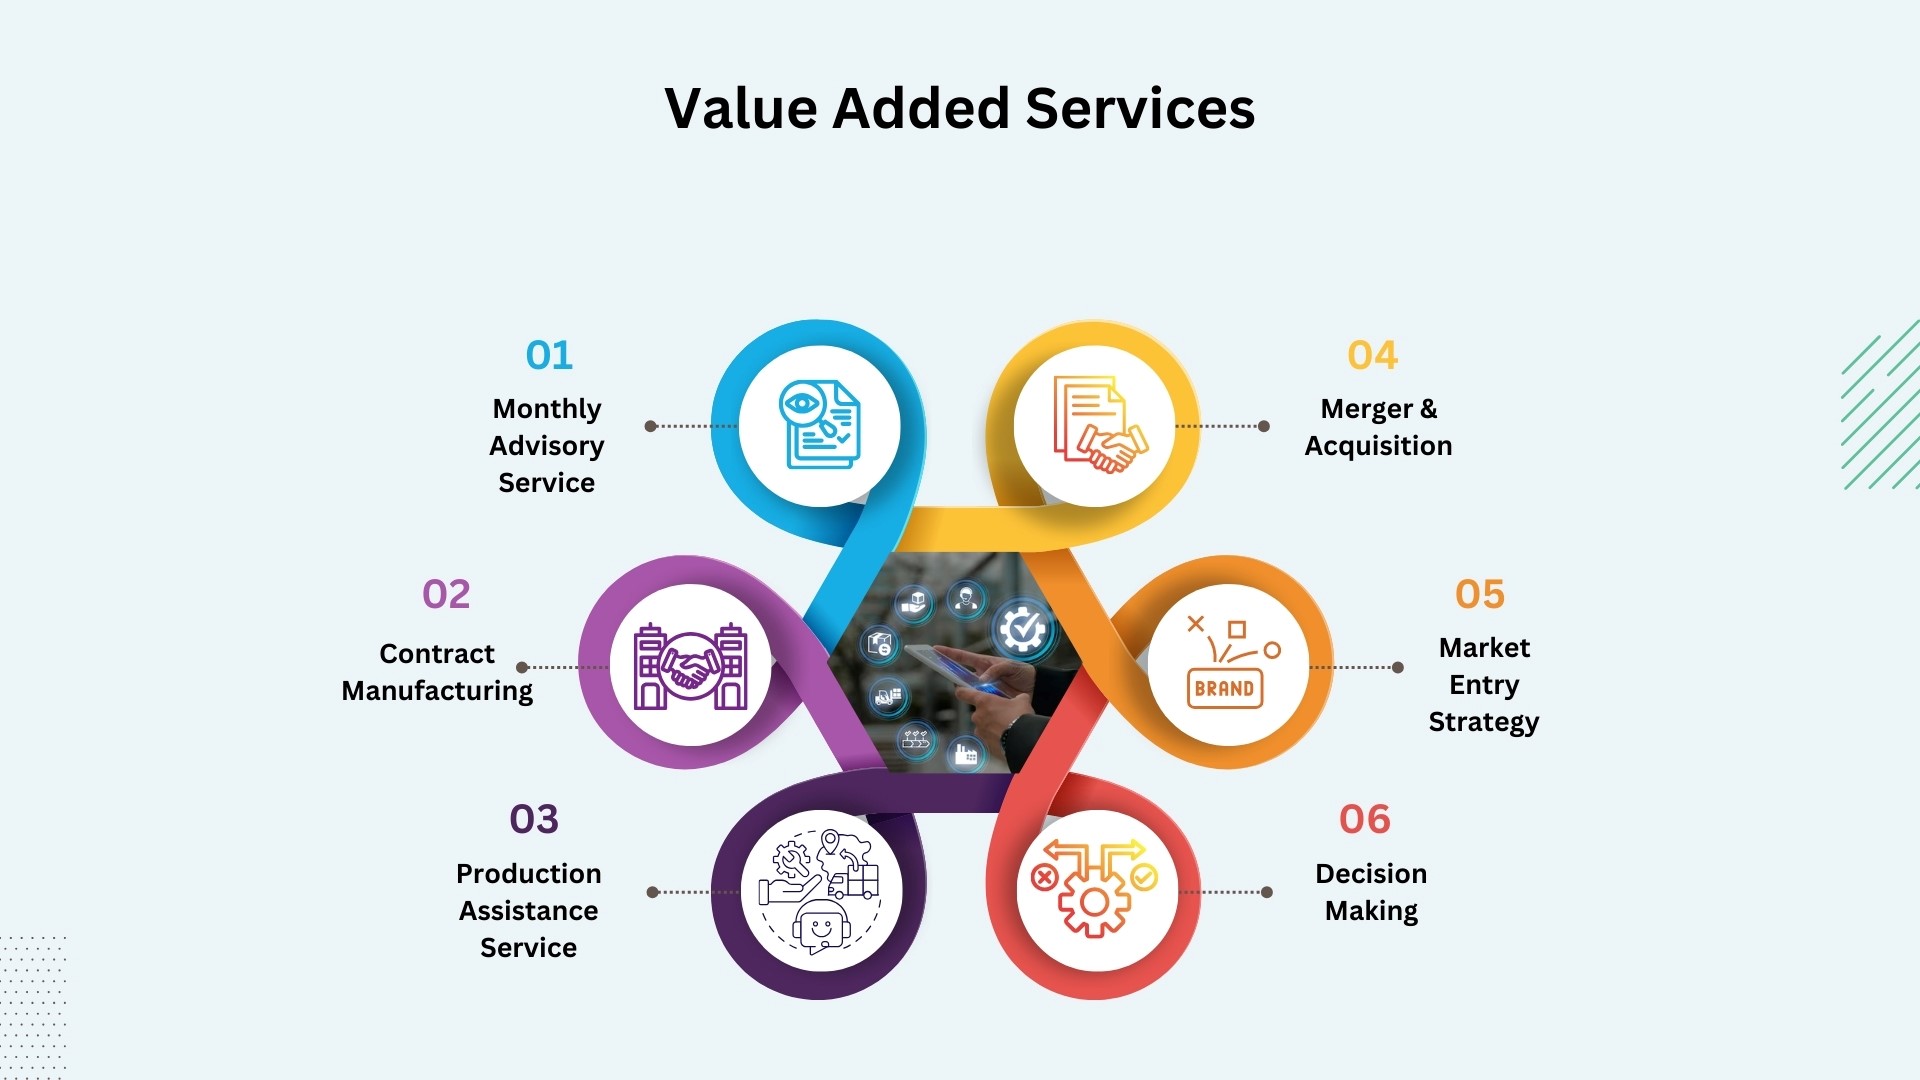 Value Added Services
01
Monthly
Advisory
Service
02
Contract
Manufacturing
03
Production
Assistance
Service
04
Merger &
Acquisition
05
Market
Entry
Strategy
BRAND
06
Decision
Making